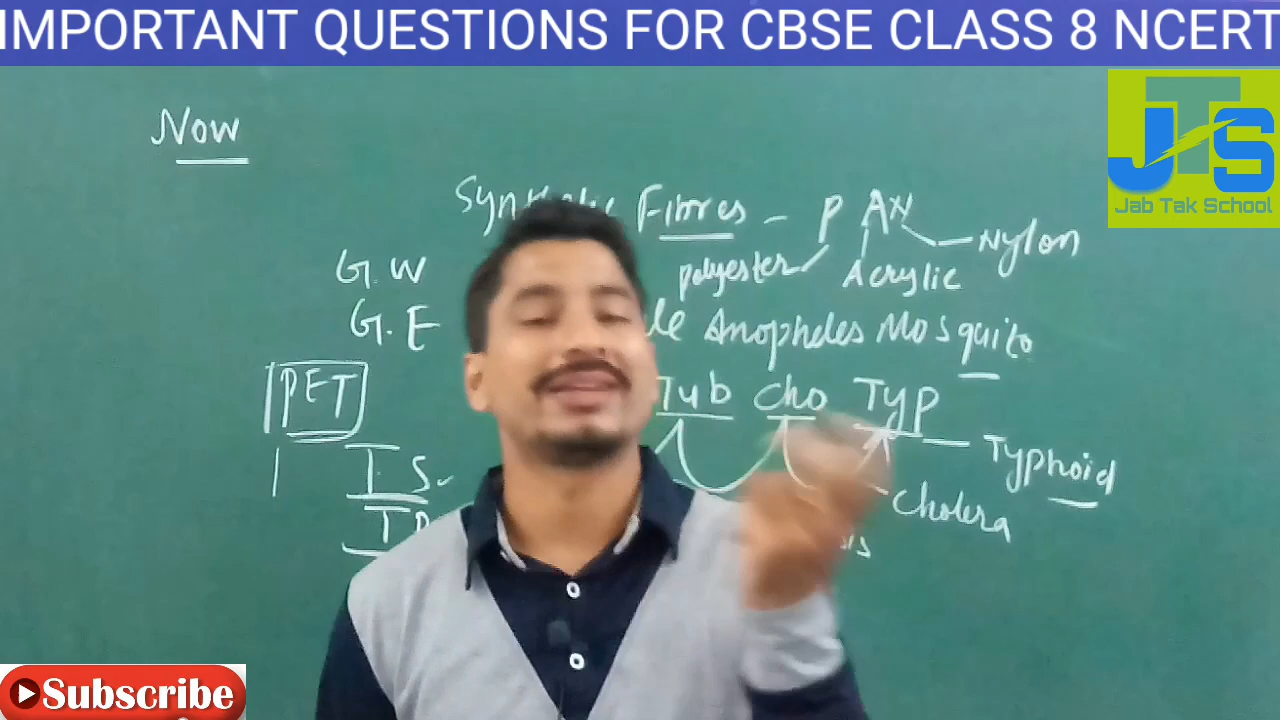 IMPORTANT QUESTIONS FOR CBSE CLASS 8 NCERT
JTS
Jab Tak School
Now
Fibres - P A N
G.W
polyester Acrylic Nylon
G.E
Anopheles Mosquito
PET
Tub Cho Typ
Typhoid
I.S.
Cholera
Subscribe